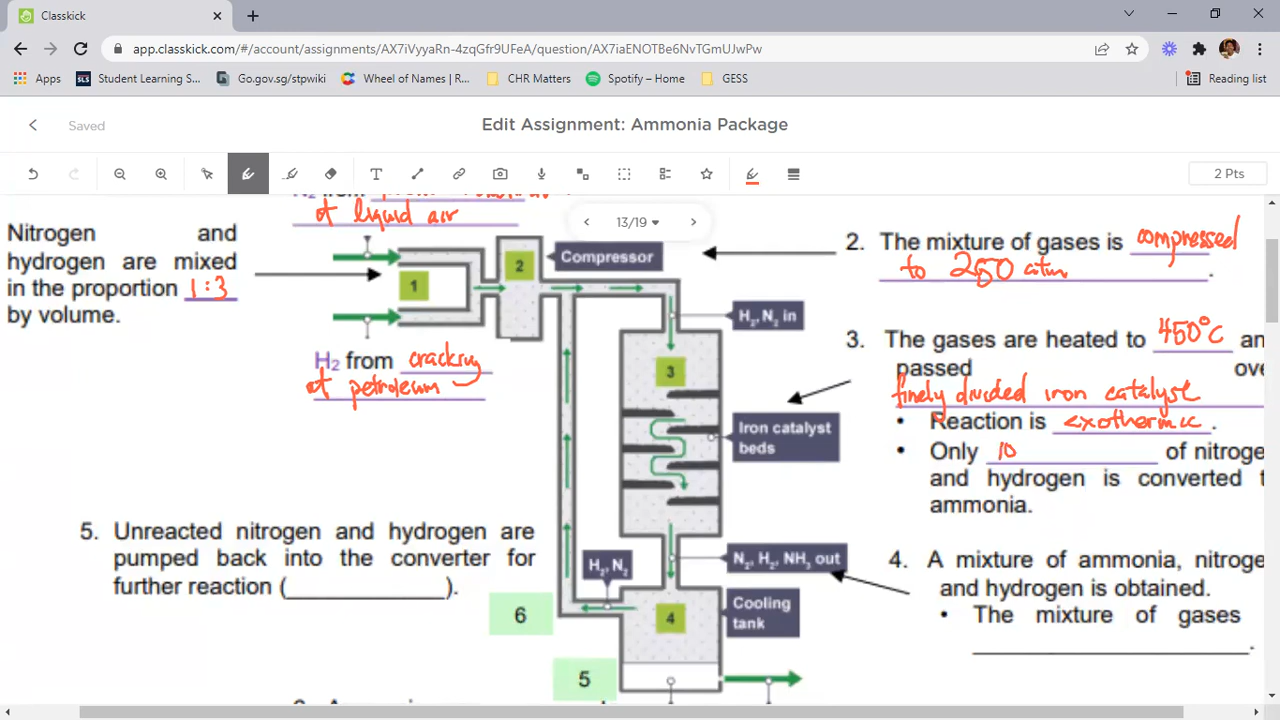 Classkick
app.classkick.com/#/account/assignments/AX7iVyyaRn-4zqGfr9UFeA/question/AX7iaENOTBe6NvTGmUJwPw
Apps
Student Learning S...
Go.gov.sg/stpwiki
Wheel of Names | R...
CHR Matters
Spotify – Home
GESS
Reading list
Saved
Edit Assignment: Ammonia Package
2 Pts
13/19
of liquid air
Nitrogen and
hydrogen are mixed
in the proportion 1:3
by volume.
1
2
Compressor
2. The mixture of gases is compressed
to 250 atm.
H₂, N₂ in
H₂ from cracking
of petroleum
3
3. The gases are heated to 450°C an
passed ove
finely divided iron catalyst
• Reaction is exothermic.
• Only 10 of nitroge
and hydrogen is converted t
ammonia.
Iron catalyst
beds
5. Unreacted nitrogen and hydrogen are
pumped back into the converter for
further reaction (____________).
H₂, N₂
N₂, H₂, NH₃ out
4. A mixture of ammonia, nitroge
and hydrogen is obtained.
• The mixture of gases
____________________.
6
4
Cooling
tank
5